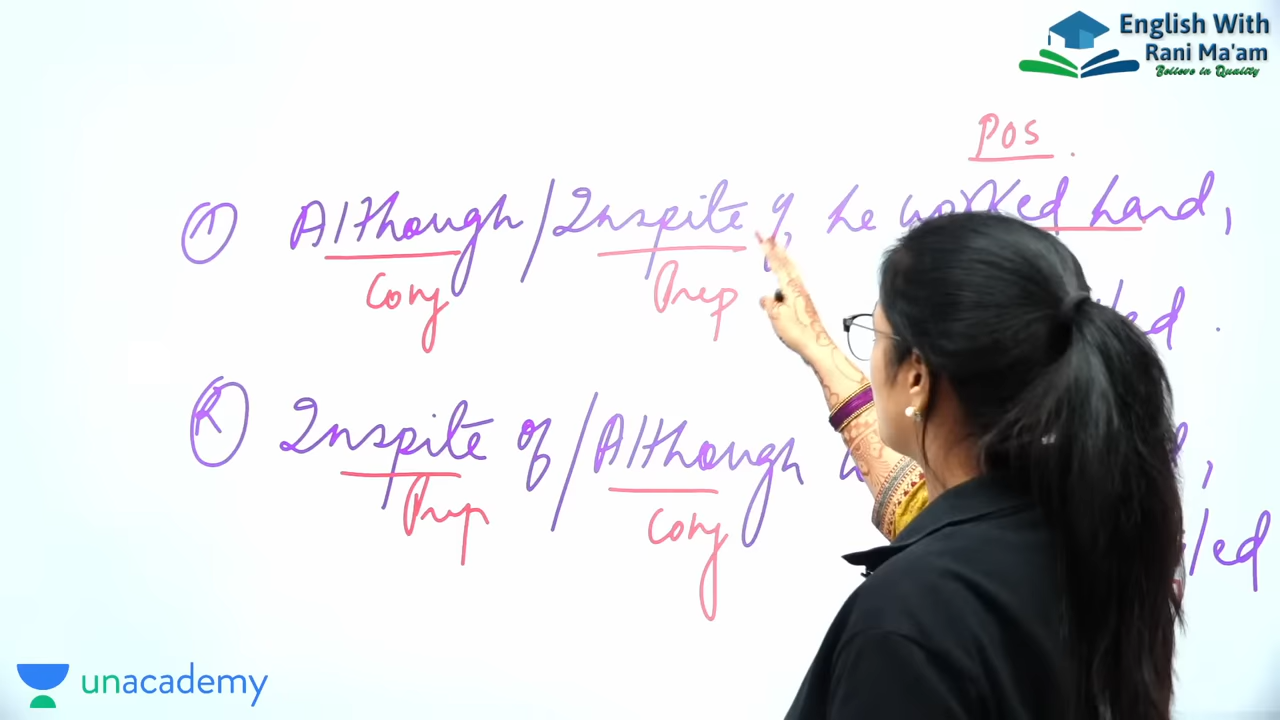 English With
Rani Ma'am
Believe in Quality
Pos
1) Although / Inspite of he worked hard,
Conj Prep
Inspite of / Although
Prep Conj
unacademy